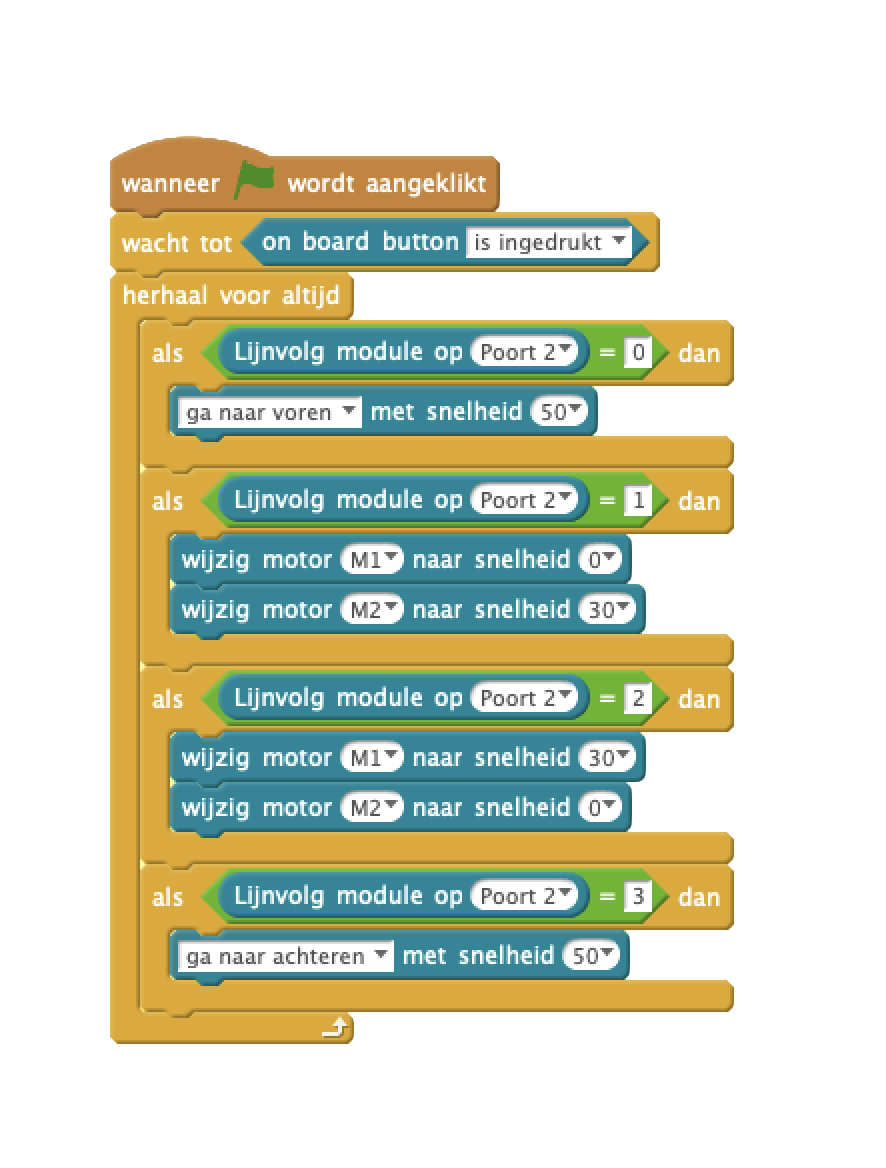 wanneer wordt aangeklikt
wacht tot on board button is ingedrukt
herhaal voor altijd
als Lijnvolg module op Poort 2 = 0 dan
ga naar voren met snelheid 50
als Lijnvolg module op Poort 2 = 1 dan
wijzig motor M1 naar snelheid 0
wijzig motor M2 naar snelheid 30
als Lijnvolg module op Poort 2 = 2 dan
wijzig motor M1 naar snelheid 30
wijzig motor M2 naar snelheid 0
als Lijnvolg module op Poort 2 = 3 dan
ga naar achteren met snelheid 50